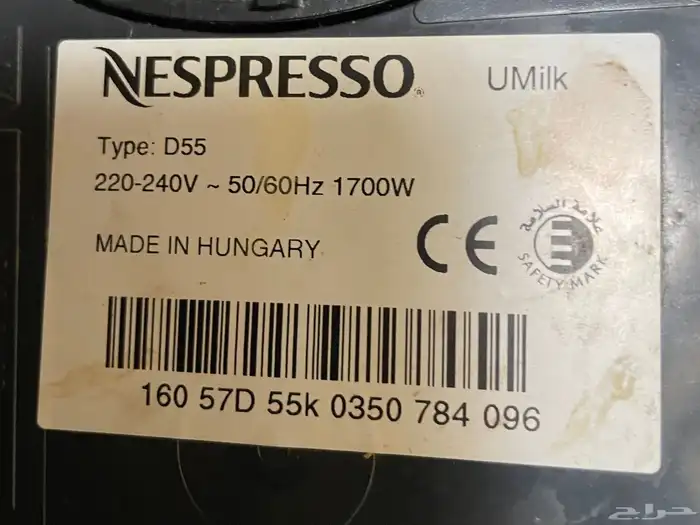 NESPRESSO® UMilk
Type: D55
220-240V ~ 50/60Hz 1700W
MADE IN HUNGARY
CE
علامة السلامة
SAFETY MARK
160 57D 55k 0350 784 096
حراج